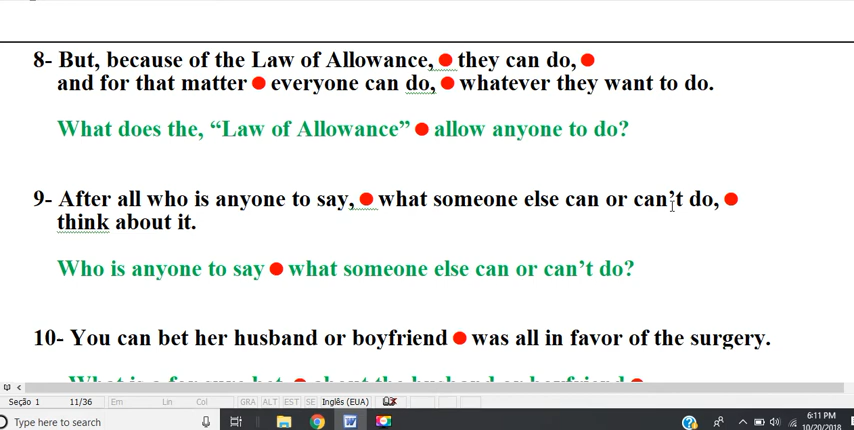 8- But, because of the Law of Allowance, they can do,
and for that matter everyone can do, whatever they want to do.
What does the, “Law of Allowance” allow anyone to do?
9- After all who is anyone to say, what someone else can or can’t do,
think about it.
Who is anyone to say what someone else can or can’t do?
10- You can bet her husband or boyfriend was all in favor of the surgery.
Seção 1 11/36 Em Lin Col GRA ALT EST SE Inglês (EUA)
Type here to search
6:11 PM
10/20/2018